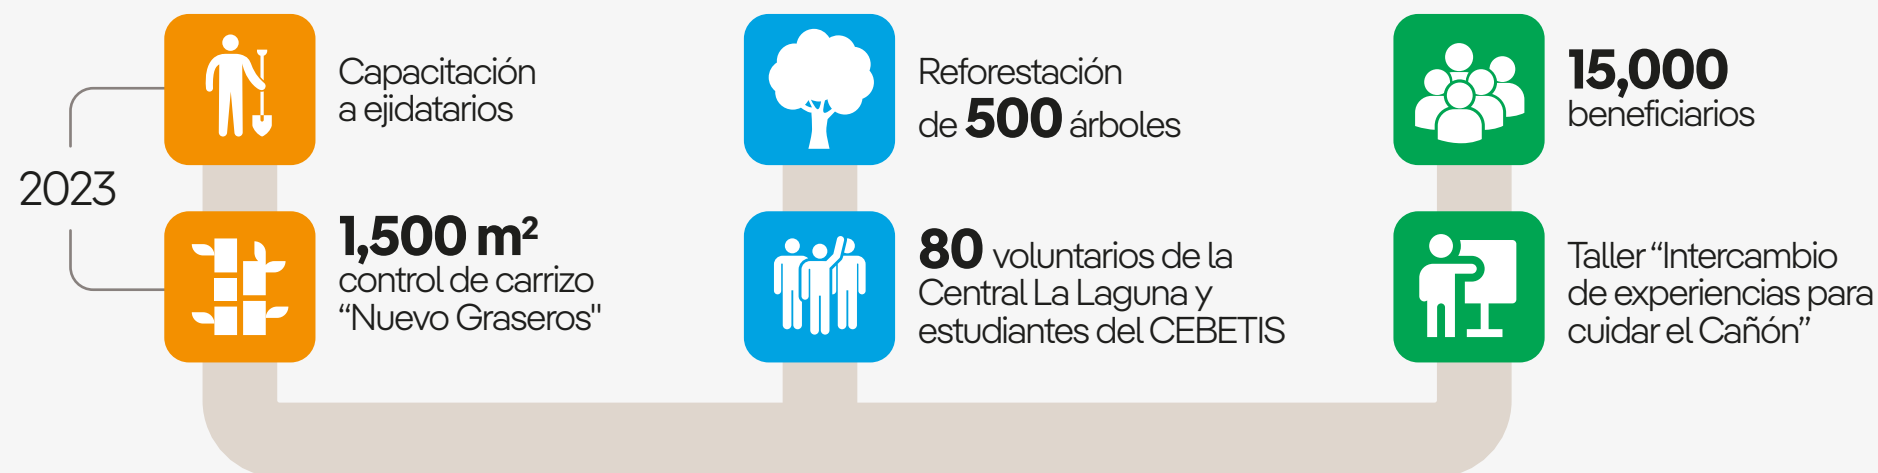 2023
Capacitación
a ejidatarios
1,500 m²
control de carrizo
“Nuevo Graseros"
Reforestación
de 500 árboles
80 voluntarios de la
Central La Laguna y
estudiantes del CEBETIS
15,000
beneficiarios
Taller “Intercambio
de experiencias para
cuidar el Cañón”